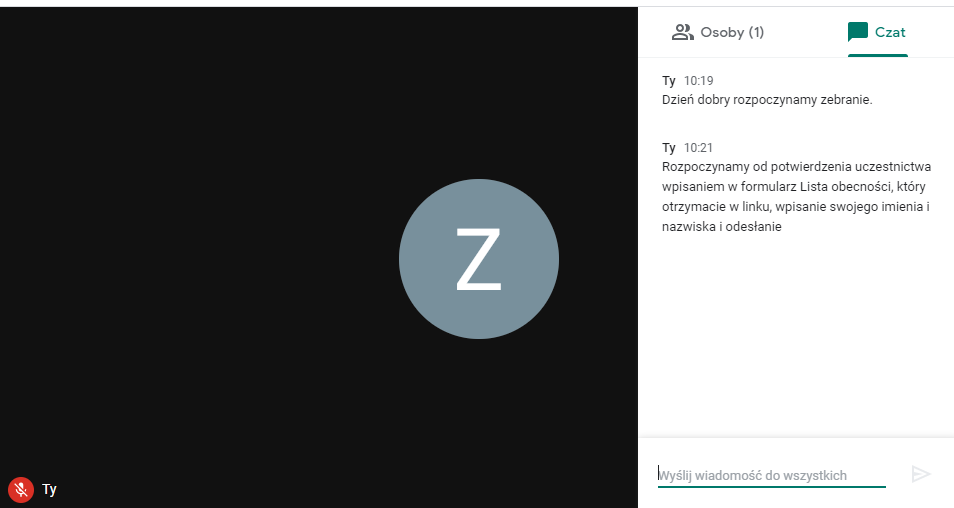 Osoby (1)
Czat
Ty 10:19
Dzień dobry rozpoczynamy zebranie.
Ty 10:21
Rozpoczynamy od potwierdzenia uczestnictwa
wpisaniem w formularz Lista obecności, który
otrzymacie w linku, wpisanie swojego imienia i
nazwiska i odesłanie
Z
Ty
Wyślij wiadomość do wszystkich